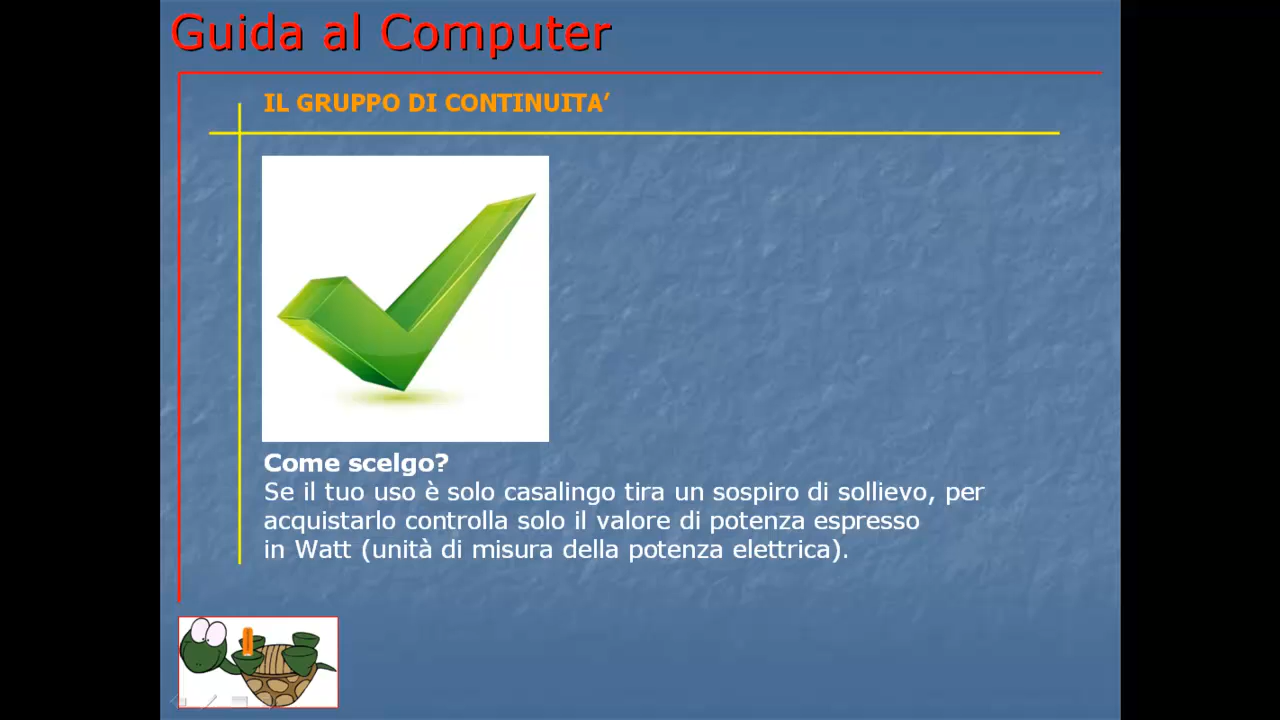 Guida al Computer
IL GRUPPO DI CONTINUITA’
Come scelgo?
Se il tuo uso è solo casalingo tira un sospiro di sollievo, per
acquistarlo controlla solo il valore di potenza espresso
in Watt (unità di misura della potenza elettrica).